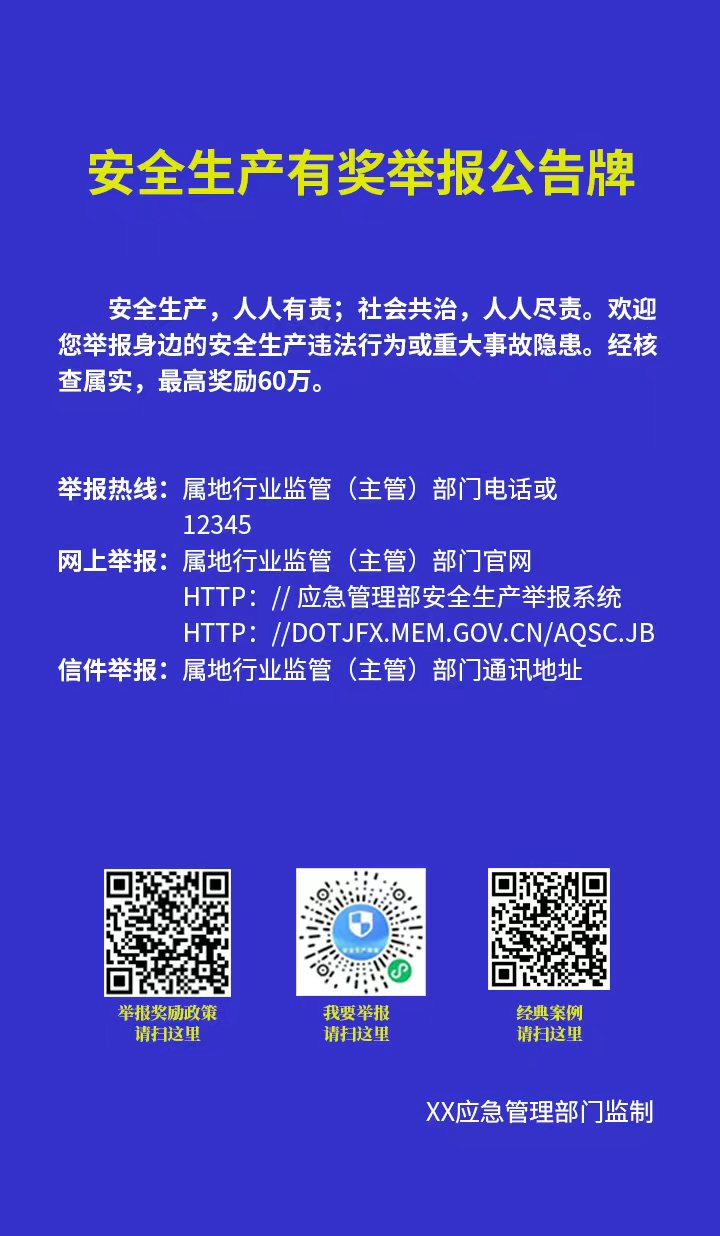 安全生产有奖举报公告牌
安全生产，人人有责；社会共治，人人尽责。欢迎
您举报身边的安全生产违法行为或重大事故隐患。经核
查属实，最高奖励60万。
举报热线：属地行业监管（主管）部门电话或
12345
网上举报：属地行业监管（主管）部门官网
HTTP：// 应急管理部安全生产举报系统
HTTP：//DOTJFX.MEM.GOV.CN/AQSC.JB
信件举报：属地行业监管（主管）部门通讯地址
举报奖励政策
请扫这里
我要举报
请扫这里
经典案例
请扫这里
XX应急管理部门监制